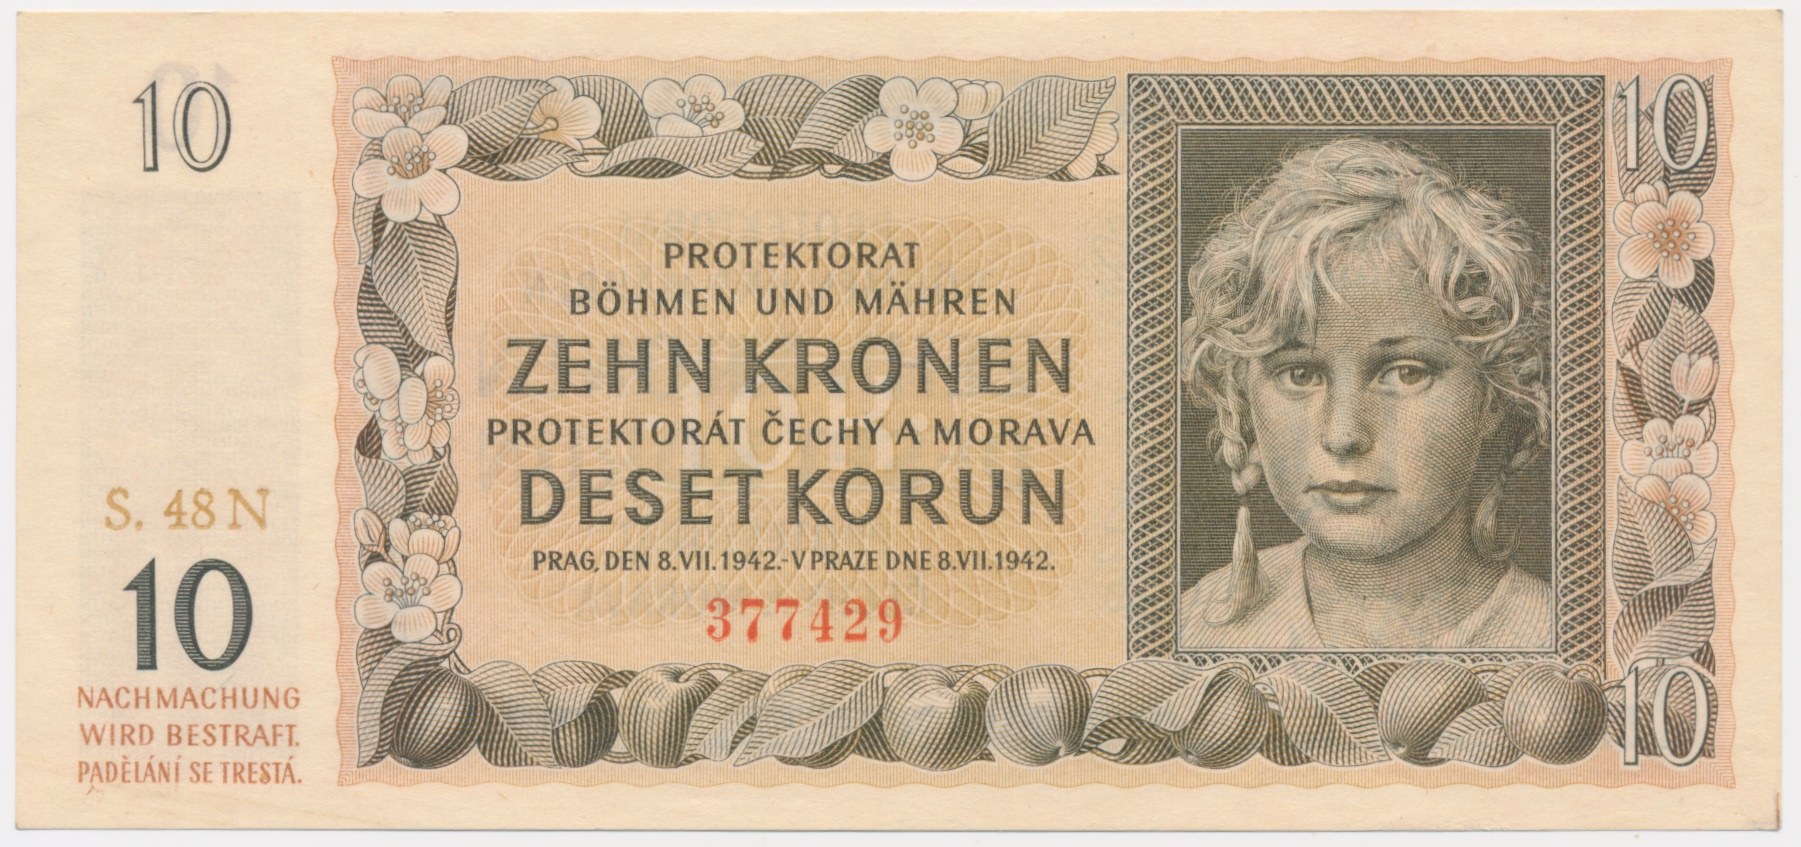 10
PROTEKTORAT
BÖHMEN UND MÄHREN
ZEHN KRONEN
PROTEKTORÁT ČECHY A MORAVA
DESET KORUN
PRAG, DEN 8.VII.1942.-V PRAZE DNE 8.VII.1942.
377429
S. 48 N
10
NACHMACHUNG
WIRD BESTRAFT.
PADĚLÁNÍ SE TRESTÁ.
10
10